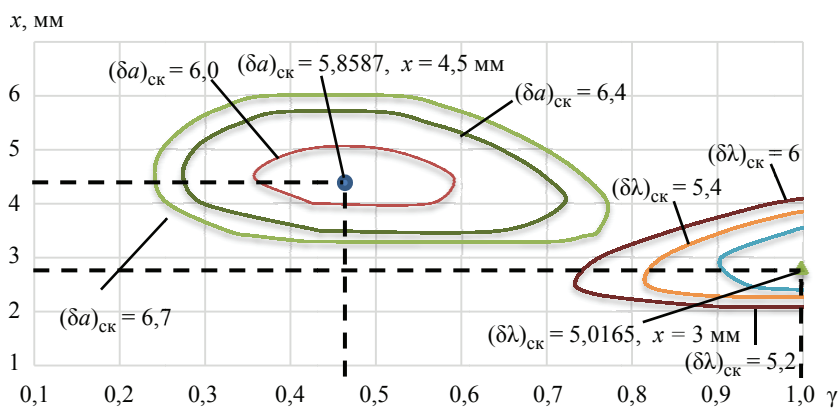 x, мм
(δa)ск = 6,0
(δa)ск = 5,8587, x = 4,5 мм
(δa)ск = 6,4
6
5
4
3
2
1
(δλ)ск = 6
(δλ)ск = 5,4
(δa)ск = 6,7
(δλ)ск = 5,0165, x = 3 мм
(δλ)ск = 5,2
0,1 0,2 0,3 0,4 0,5 0,6 0,7 0,8 0,9 1,0 γ